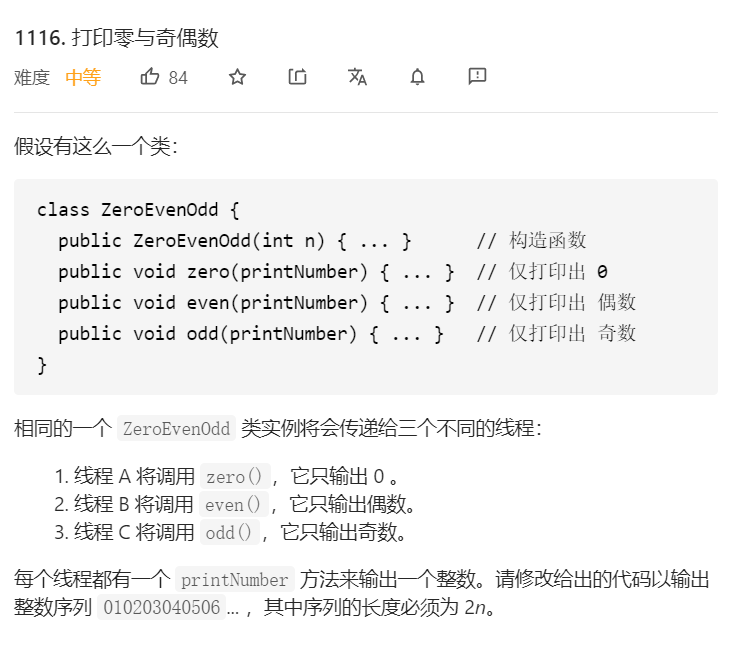 1116. 打印零与奇偶数
难度 中等 84
假设有这么一个类：
class ZeroEvenOdd {
  public ZeroEvenOdd(int n) { ... }      // 构造函数
  public void zero(printNumber) { ... }  // 仅打印出 0
  public void even(printNumber) { ... }  // 仅打印出 偶数
  public void odd(printNumber) { ... }   // 仅打印出 奇数
}
相同的一个 ZeroEvenOdd 类实例将会传递给三个不同的线程：
1. 线程 A 将调用 zero()，它只输出 0 。
2. 线程 B 将调用 even()，它只输出偶数。
3. 线程 C 将调用 odd()，它只输出奇数。
每个线程都有一个 printNumber 方法来输出一个整数。请修改给出的代码以输出
整数序列 010203040506... ，其中序列的长度必须为 2n。